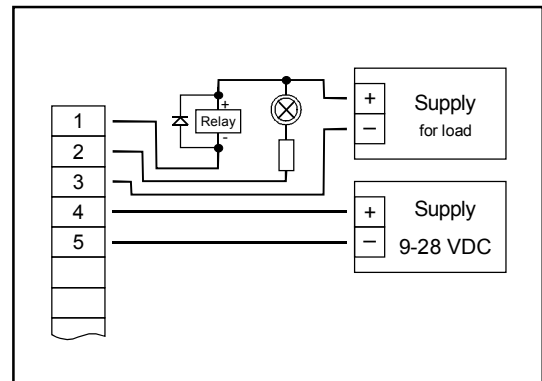 1
2
3
4
5
+
Relay
-
+
–
Supply
for load
+
–
Supply
9-28 VDC